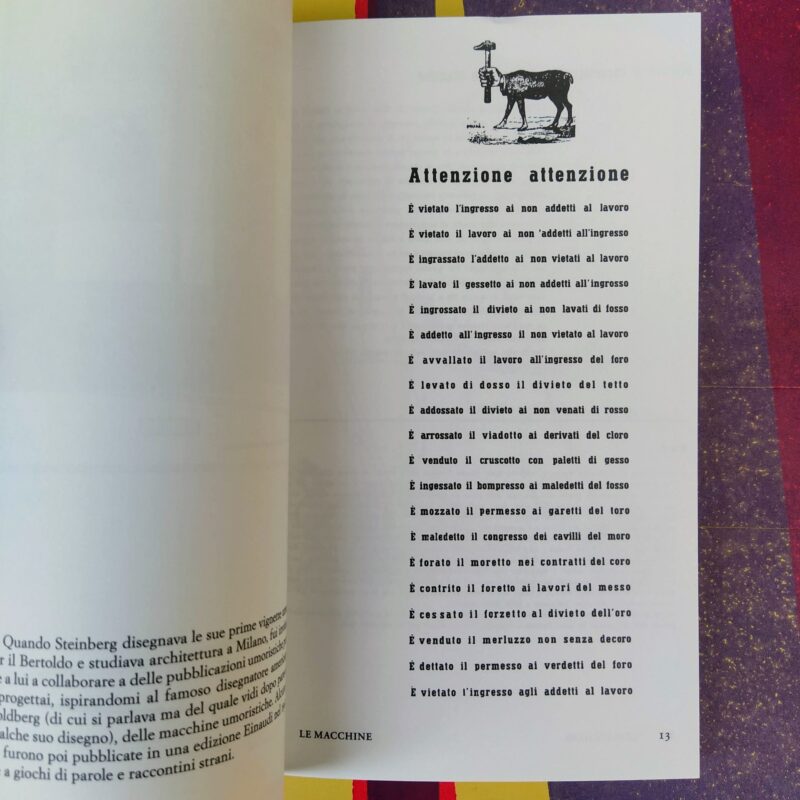 Quando Steinberg disegnava le sue prime vignette
r il Bertoldo e studiava architettura a Milano, fui
e a lui a collaborare a delle pubblicazioni umoristiche
progettai, ispirandomi al famoso disegnatore
oldberg (di cui si parlava ma del quale vidi dopo
alche suo disegno), delle macchine umoristiche.
furono poi pubblicate in una edizione Einaudi nel
e a giochi di parole e raccontini strani.
Attenzione attenzione
È vietato l'ingresso ai non addetti al lavoro
È vietato il lavoro ai non 'addetti all'ingresso
È ingrassato l'addetto ai non vietati al lavoro
È lavato il gessetto ai non addetti all'ingrosso
È ingrossato il divieto ai non lavati di fosso
È addetto all'ingresso il non vietato al lavoro
È avvallato il lavoro all'ingresso del foro
È levato di dosso il divieto del tetto
È addossato il divieto ai non venati di rosso
È arrossato il viadotto ai derivati del cloro
È venduto il cruscotto con paletti di gesso
È ingessato il bompresso ai maledetti del fosso
È mozzato il permesso ai garetti del toro
È maledetto il congresso dei cavilli del moro
È forato il moretto nei contratti del coro
È contrito il foretto ai lavori del messo
È cessato il forzetto al divieto dell'oro
È venduto il merluzzo non senza decoro
È dettato il permesso ai verdetti del foro
È vietato l'ingresso agli addetti al lavoro
LE MACCHINE
13